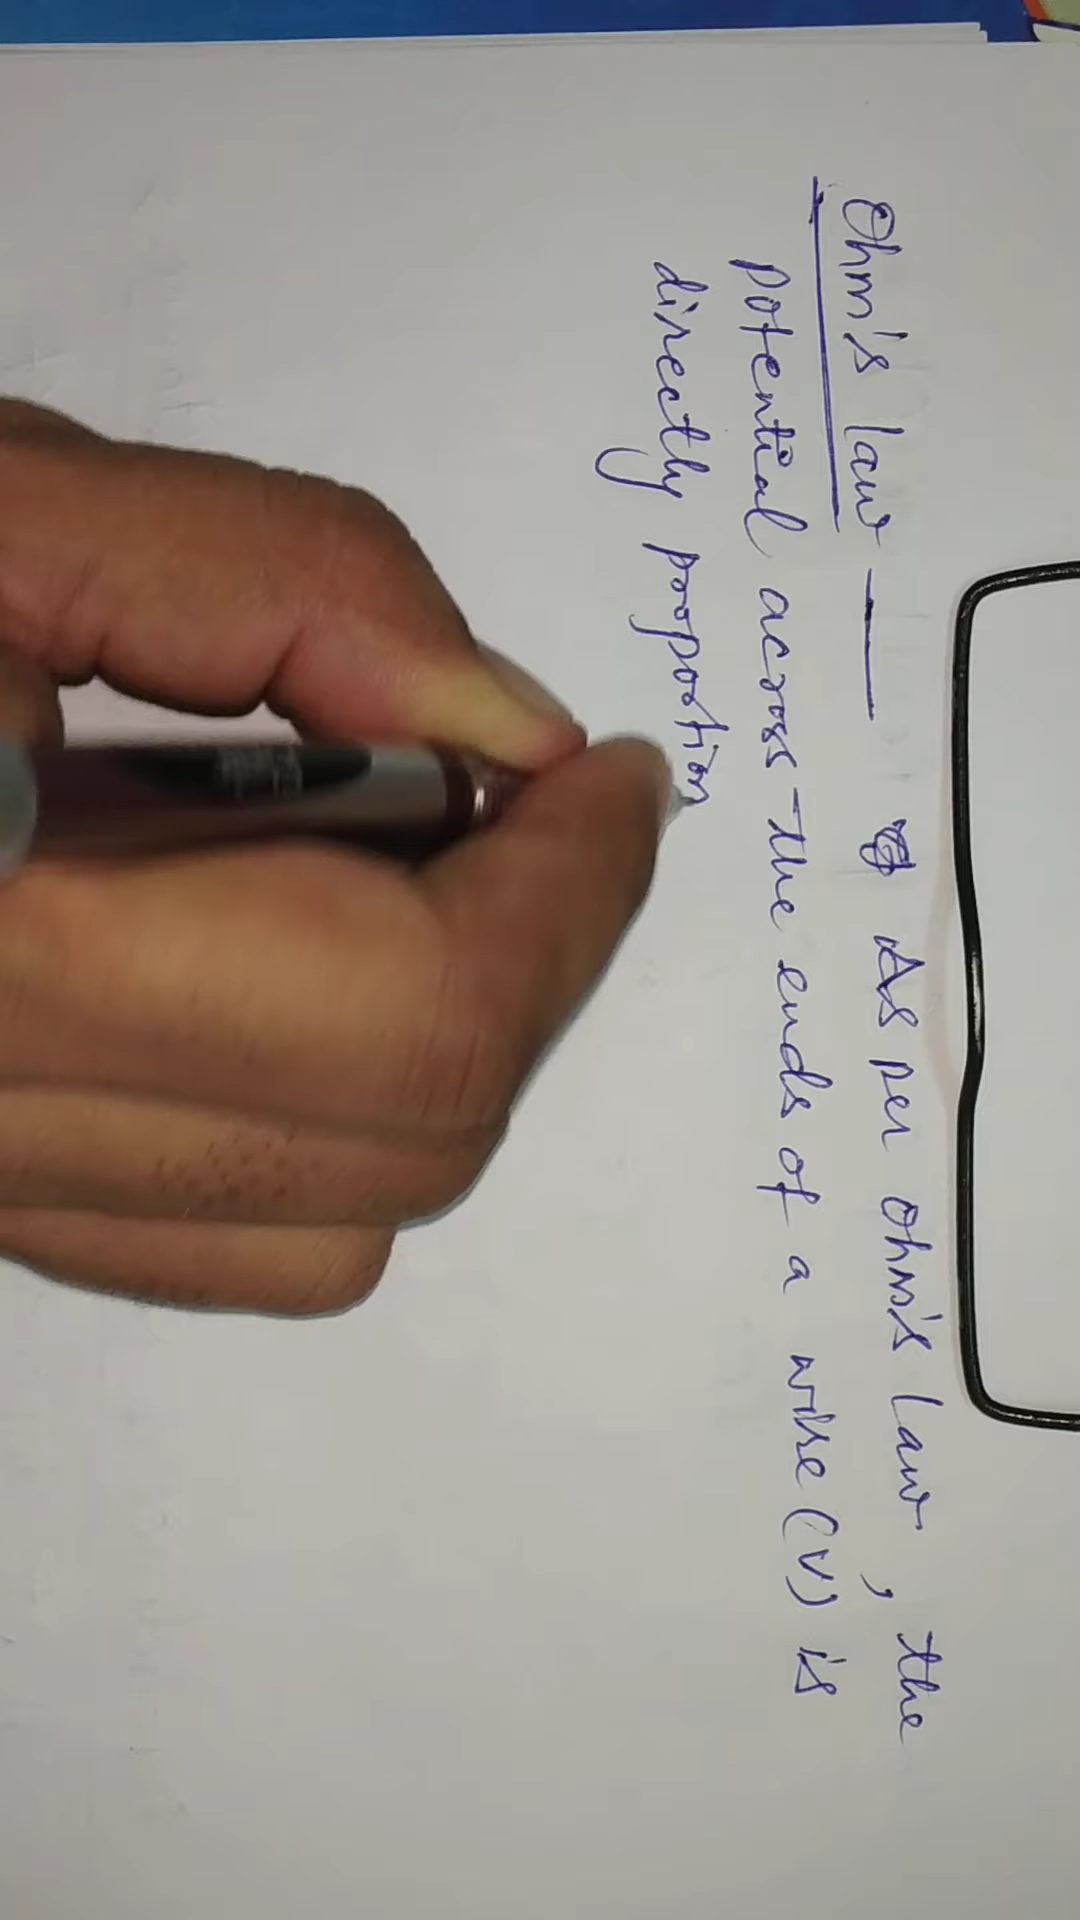 Ohm's law — As per Ohm's law, the
potential across the ends of a wire (V) is
directly proportion